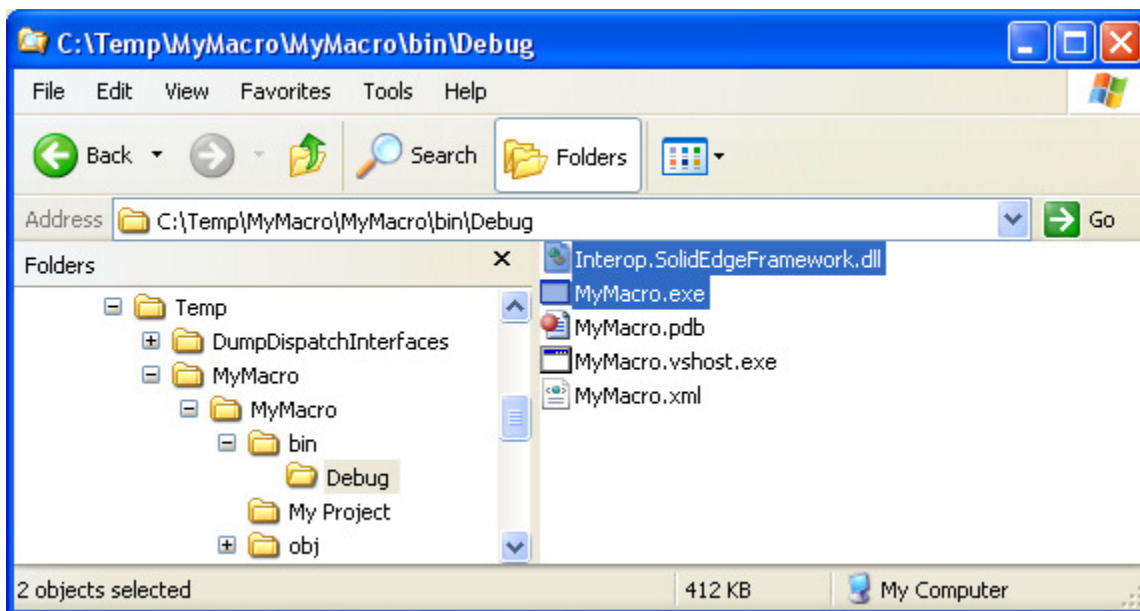 C:\Temp\MyMacro\MyMacro\bin\Debug
File Edit View Favorites Tools Help
Back Search Folders
Address C:\Temp\MyMacro\MyMacro\bin\Debug Go
Folders
Temp
DumpDispatchInterfaces
MyMacro
MyMacro
bin
Debug
My Project
obj
Interop.SolidEdgeFramework.dll
MyMacro.exe
MyMacro.pdb
MyMacro.vshost.exe
MyMacro.xml
2 objects selected 412 KB My Computer